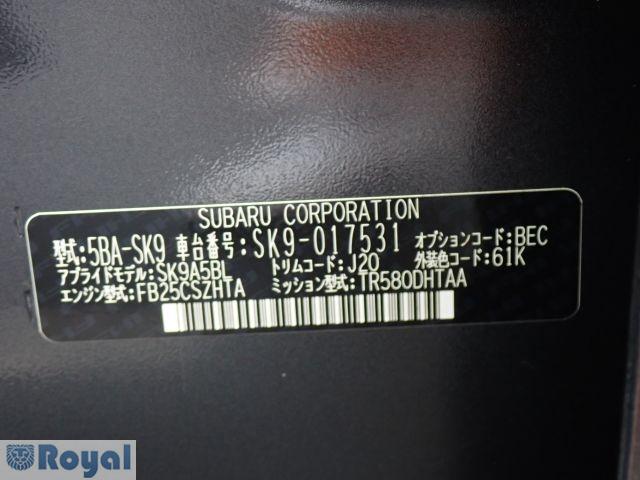 SUBARU CORPORATION
型式:5BA-SK9 車台番号:SK9-017531 オプションコード:BEC
アプライドモデル:SK9A5BL トリムコード:J20 外装色コード:61K
エンジン型式:FB25CSZHTA ミッション型式:TR580DHTAA
Royal